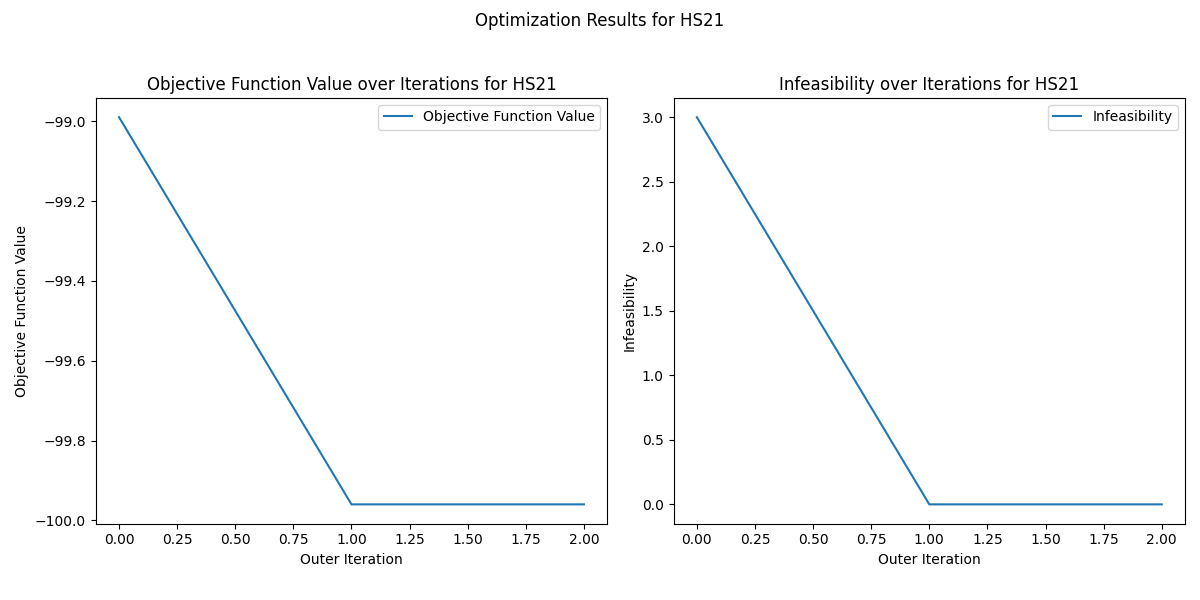 Optimization Results for HS21
Objective Function Value over Iterations for HS21
Objective Function Value
−99.0
−99.2
−99.4
−99.6
−99.8
−100.0
Objective Function Value
0.00 0.25 0.50 0.75 1.00 1.25 1.50 1.75 2.00
Outer Iteration
Infeasibility over Iterations for HS21
Infeasibility
3.0
2.5
2.0
1.5
1.0
0.5
0.0
Infeasibility
0.00 0.25 0.50 0.75 1.00 1.25 1.50 1.75 2.00
Outer Iteration